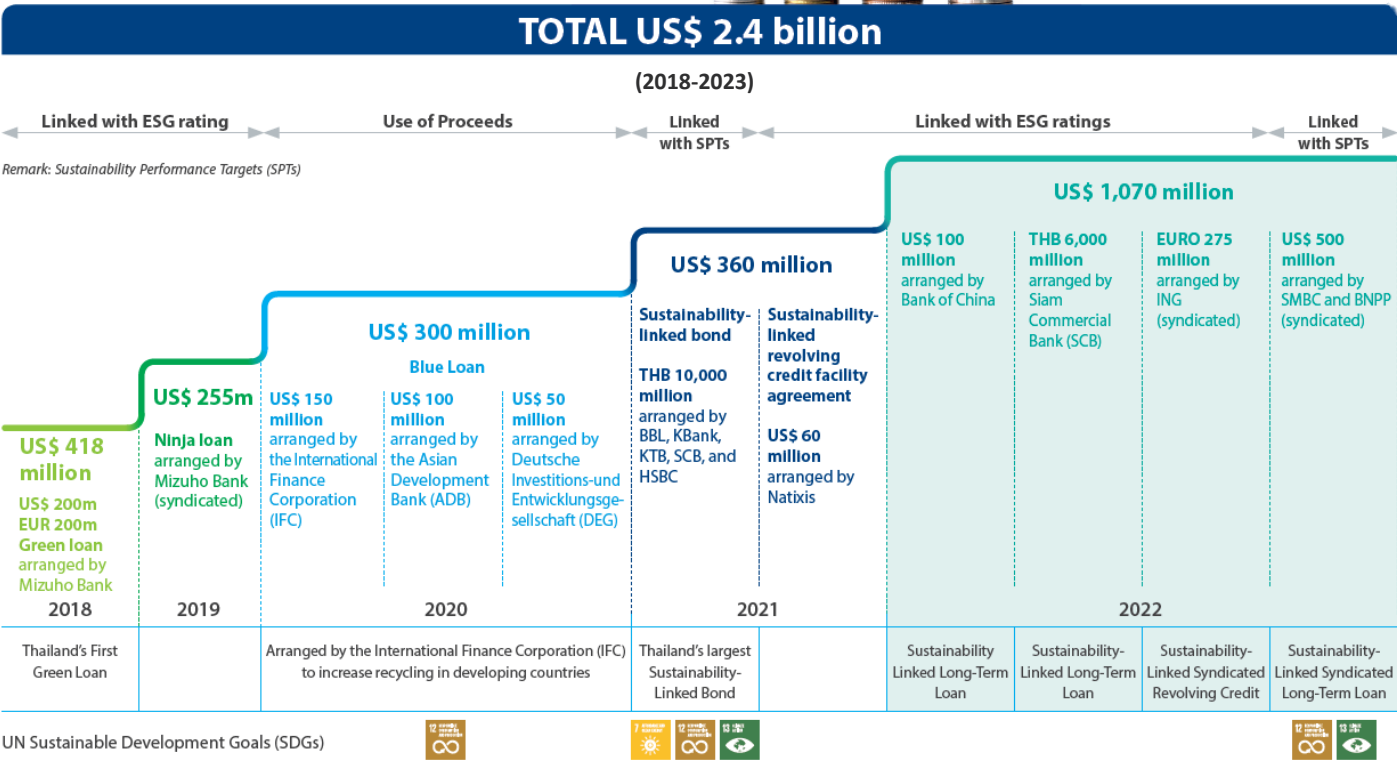 TOTAL US$ 2.4 billion
(2018-2023)
Linked with ESG rating
Use of Proceeds
Linked
with SPTs
Linked with ESG ratings
Linked
with SPTs
Remark: Sustainability Performance Targets (SPTs)
US$ 418
million
US$ 200m
EUR 200m
Green loan
arranged by
Mizuho Bank
2018
Thailand's First
Green Loan
US$ 255m
Ninja loan
arranged by
Mizuho Bank
(syndicated)
2019
US$ 300 million
Blue Loan
US$ 150
million
arranged by
the International
Finance
Corporation
(IFC)
US$ 100
million
arranged by
the Asian
Development
Bank (ADB)
US$ 50
million
arranged by
Deutsche
Investitions-und
Entwicklungsge-
sellschaft (DEG)
2020
Arranged by the International Finance Corporation (IFC)
to increase recycling in developing countries
US$ 360 million
Sustainability-
linked bond
THB 10,000
million
arranged by
BBL, KBank,
KTB, SCB, and
HSBC
Sustainability-
linked
revolving
credit facility
agreement
US$ 60
million
arranged by
Natixis
2021
Thailand's largest
Sustainability-
Linked Bond
US$ 1,070 million
US$ 100
million
arranged by
Bank of China
THB 6,000
million
arranged by
Siam
Commercial
Bank (SCB)
EURO 275
million
arranged by
ING
(syndicated)
US$ 500
million
arranged by
SMBC and BNPP
(syndicated)
2022
Sustainability
Linked Long-Term
Loan
Sustainability-
Linked Long-Term
Loan
Sustainability-
Linked Syndicated
Revolving Credit
Sustainability-
Linked Syndicated
Long-Term Loan
UN Sustainable Development Goals (SDGs)
12
7
12
13
12
13